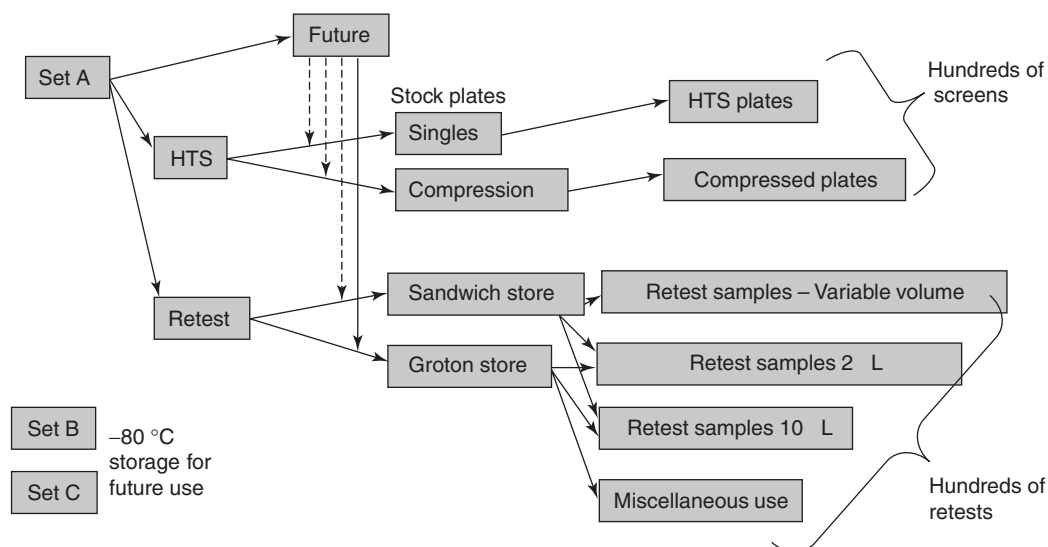 Future
Set A
Hundreds of
screens
HTS plates
Stock plates
Singles
HTS
Compression
Compressed plates
Sandwich store
Retest samples – Variable volume
Retest
Groton store
Retest samples 2 L
Set B
–80 °C
storage for
future use
Set C
Retest samples 10 L
Miscellaneous use
Hundreds of
retests